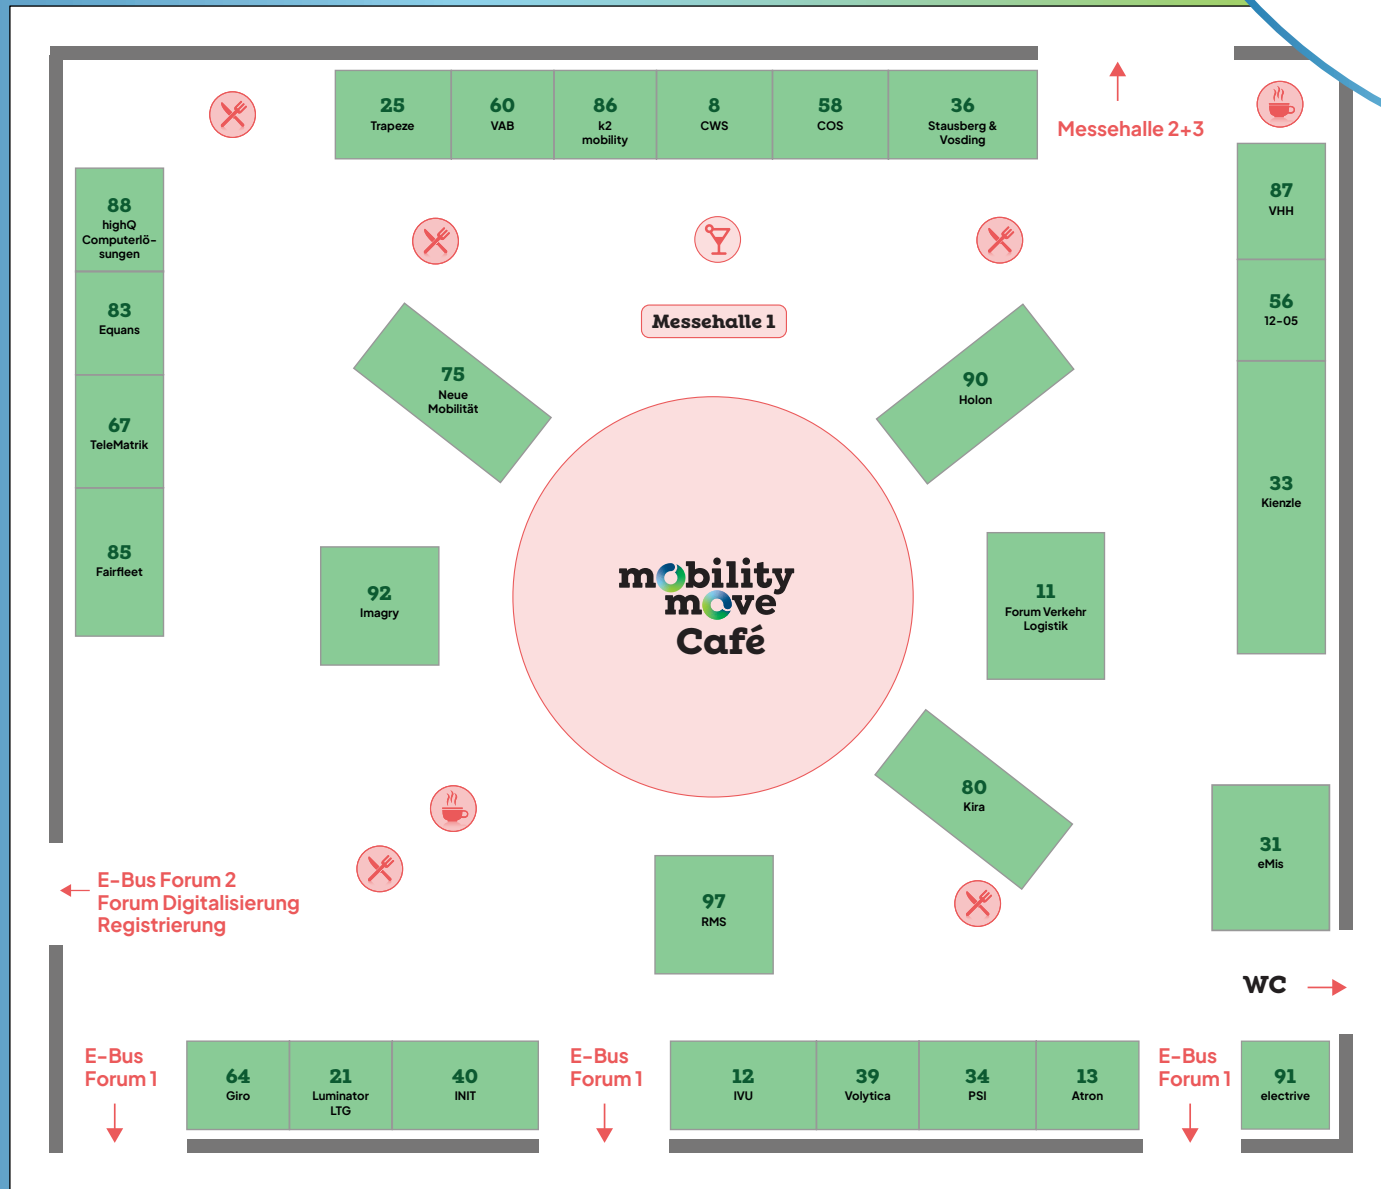 25
Trapeze
60
VAB
86
k2
mobility
8
CWS
58
COS
36
Stausberg &
Vosding
Messehalle 2+3
88
highQ
Computerlö-
sungen
83
Equans
67
TeleMatrik
85
Fairfleet
87
VHH
56
12-05
33
Kienzle
Messehalle 1
75
Neue
Mobilität
90
Holon
92
Imagry
mobility
move
Café
11
Forum Verkehr
Logistik
80
Kira
31
eMis
E-Bus Forum 2
Forum Digitalisierung
Registrierung
97
RMS
WC
E-Bus
Forum 1
64
Giro
21
Luminator
LTG
40
INIT
E-Bus
Forum 1
12
IVU
39
Volytica
34
PSI
13
Atron
E-Bus
Forum 1
91
electrive